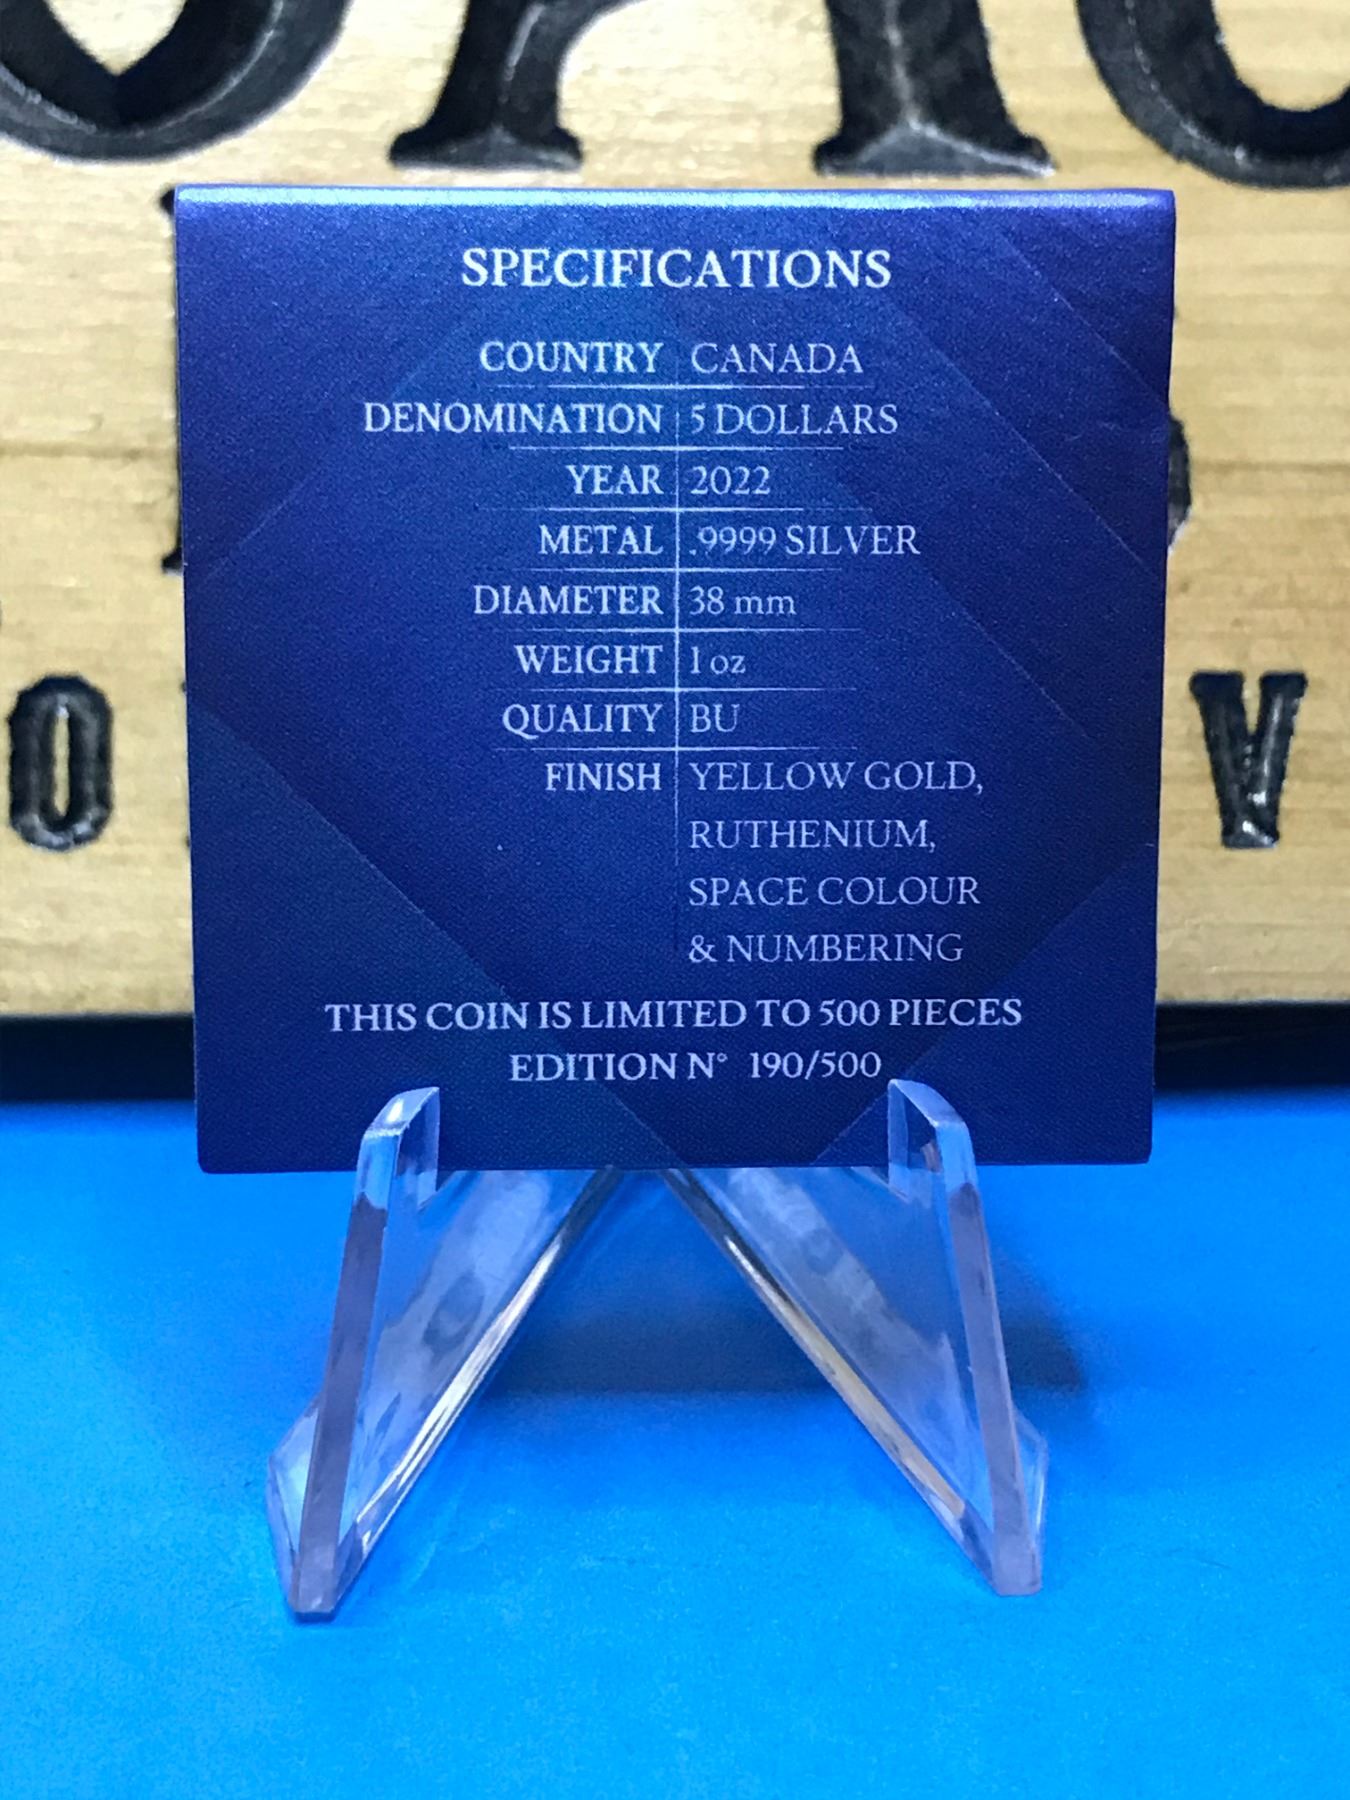 SPECIFICATIONS
COUNTRY CANADA
DENOMINATION 5 DOLLARS
YEAR 2022
METAL .9999 SILVER
DIAMETER 38 mm
WEIGHT 1 oz
QUALITY BU
FINISH YELLOW GOLD,
RUTHENIUM,
SPACE COLOUR
& NUMBERING
THIS COIN IS LIMITED TO 500 PIECES
EDITION N° 190/500